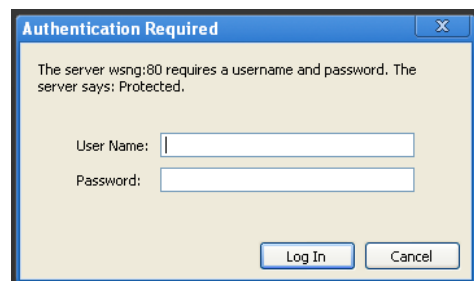 Authentication Required
X
The server wsng:80 requires a username and password. The
server says: Protected.
User Name:
Password:
Log In
Cancel